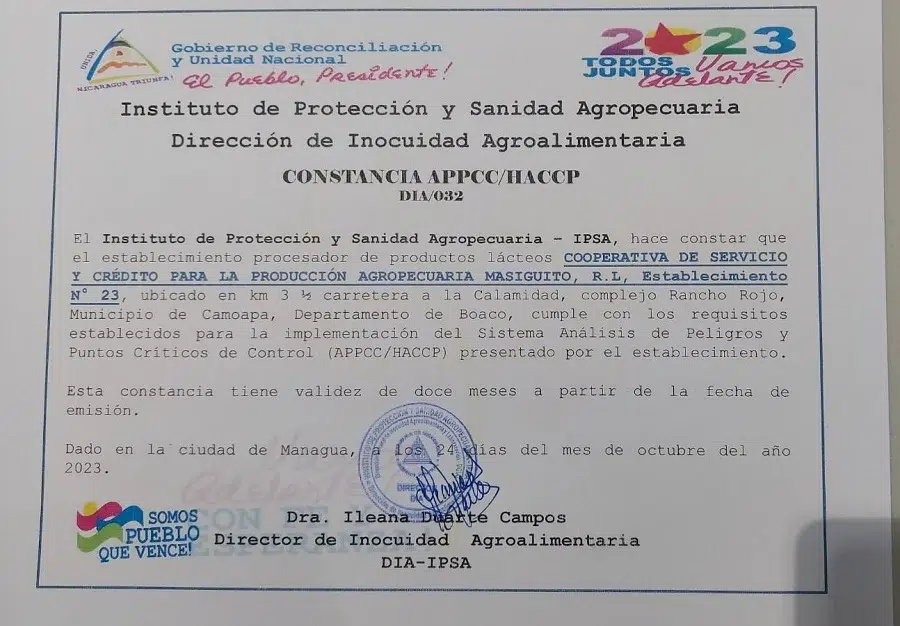 UNIDA,
NICARAGUA TRIUNFA!
Gobierno de Reconciliación
y Unidad Nacional
El Pueblo, Presidente!
2023
TODOS
JUNTOS Vamos
Adelante!
Instituto de Protección y Sanidad Agropecuaria
Dirección de Inocuidad Agroalimentaria
CONSTANCIA APPCC/HACCP
DIA/032
El Instituto de Protección y Sanidad Agropecuaria – IPSA, hace constar que
el establecimiento procesador de productos lácteos COOPERATIVA DE SERVICIO
Y CRÉDITO PARA LA PRODUCCIÓN AGROPECUARIA MASIGUITO, R.L, Establecimiento
N° 23, ubicado en km 3 ½ carretera a la Calamidad, complejo Rancho Rojo,
Municipio de Camoapa, Departamento de Boaco, cumple con los requisitos
establecidos para la implementación del Sistema Análisis de Peligros y
Puntos Críticos de Control (APPCC/HACCP) presentado por el establecimiento.
Esta constancia tiene validez de doce meses a partir de la fecha de
emisión.
Dado en la ciudad de Managua, a los 24 días del mes de octubre del año
2023.
SOMOS
PUEBLO
QUE VENCE!
Dra. Ileana Duarte Campos
Director de Inocuidad Agroalimentaria
DIA-IPSA